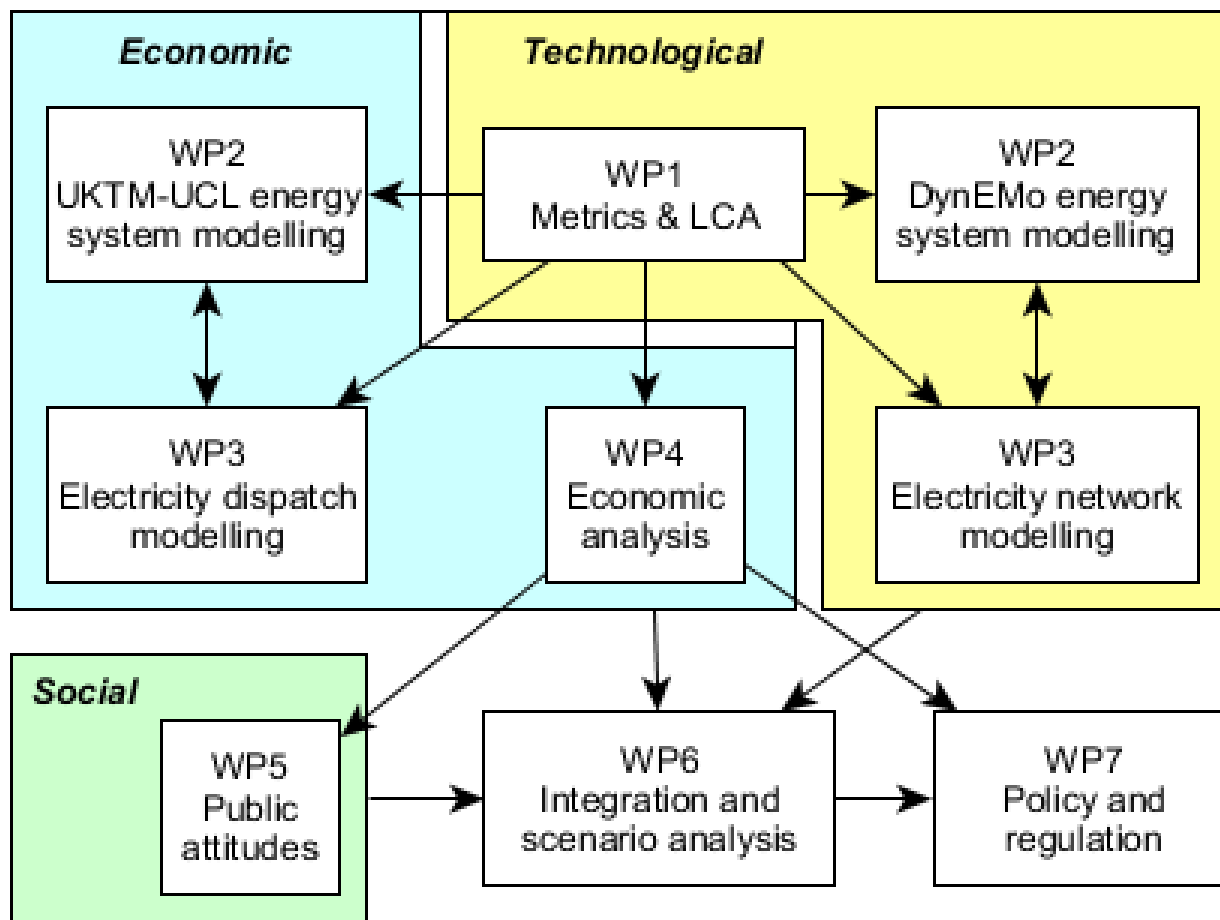 Economic
Technological
WP2
UKTM-UCL energy
system modelling
WP1
Metrics & LCA
WP2
DynEMo energy
system modelling
WP3
Electricity dispatch
modelling
WP4
Economic
analysis
WP3
Electricity network
modelling
Social
WP5
Public
attitudes
WP6
Integration and
scenario analysis
WP7
Policy and
regulation